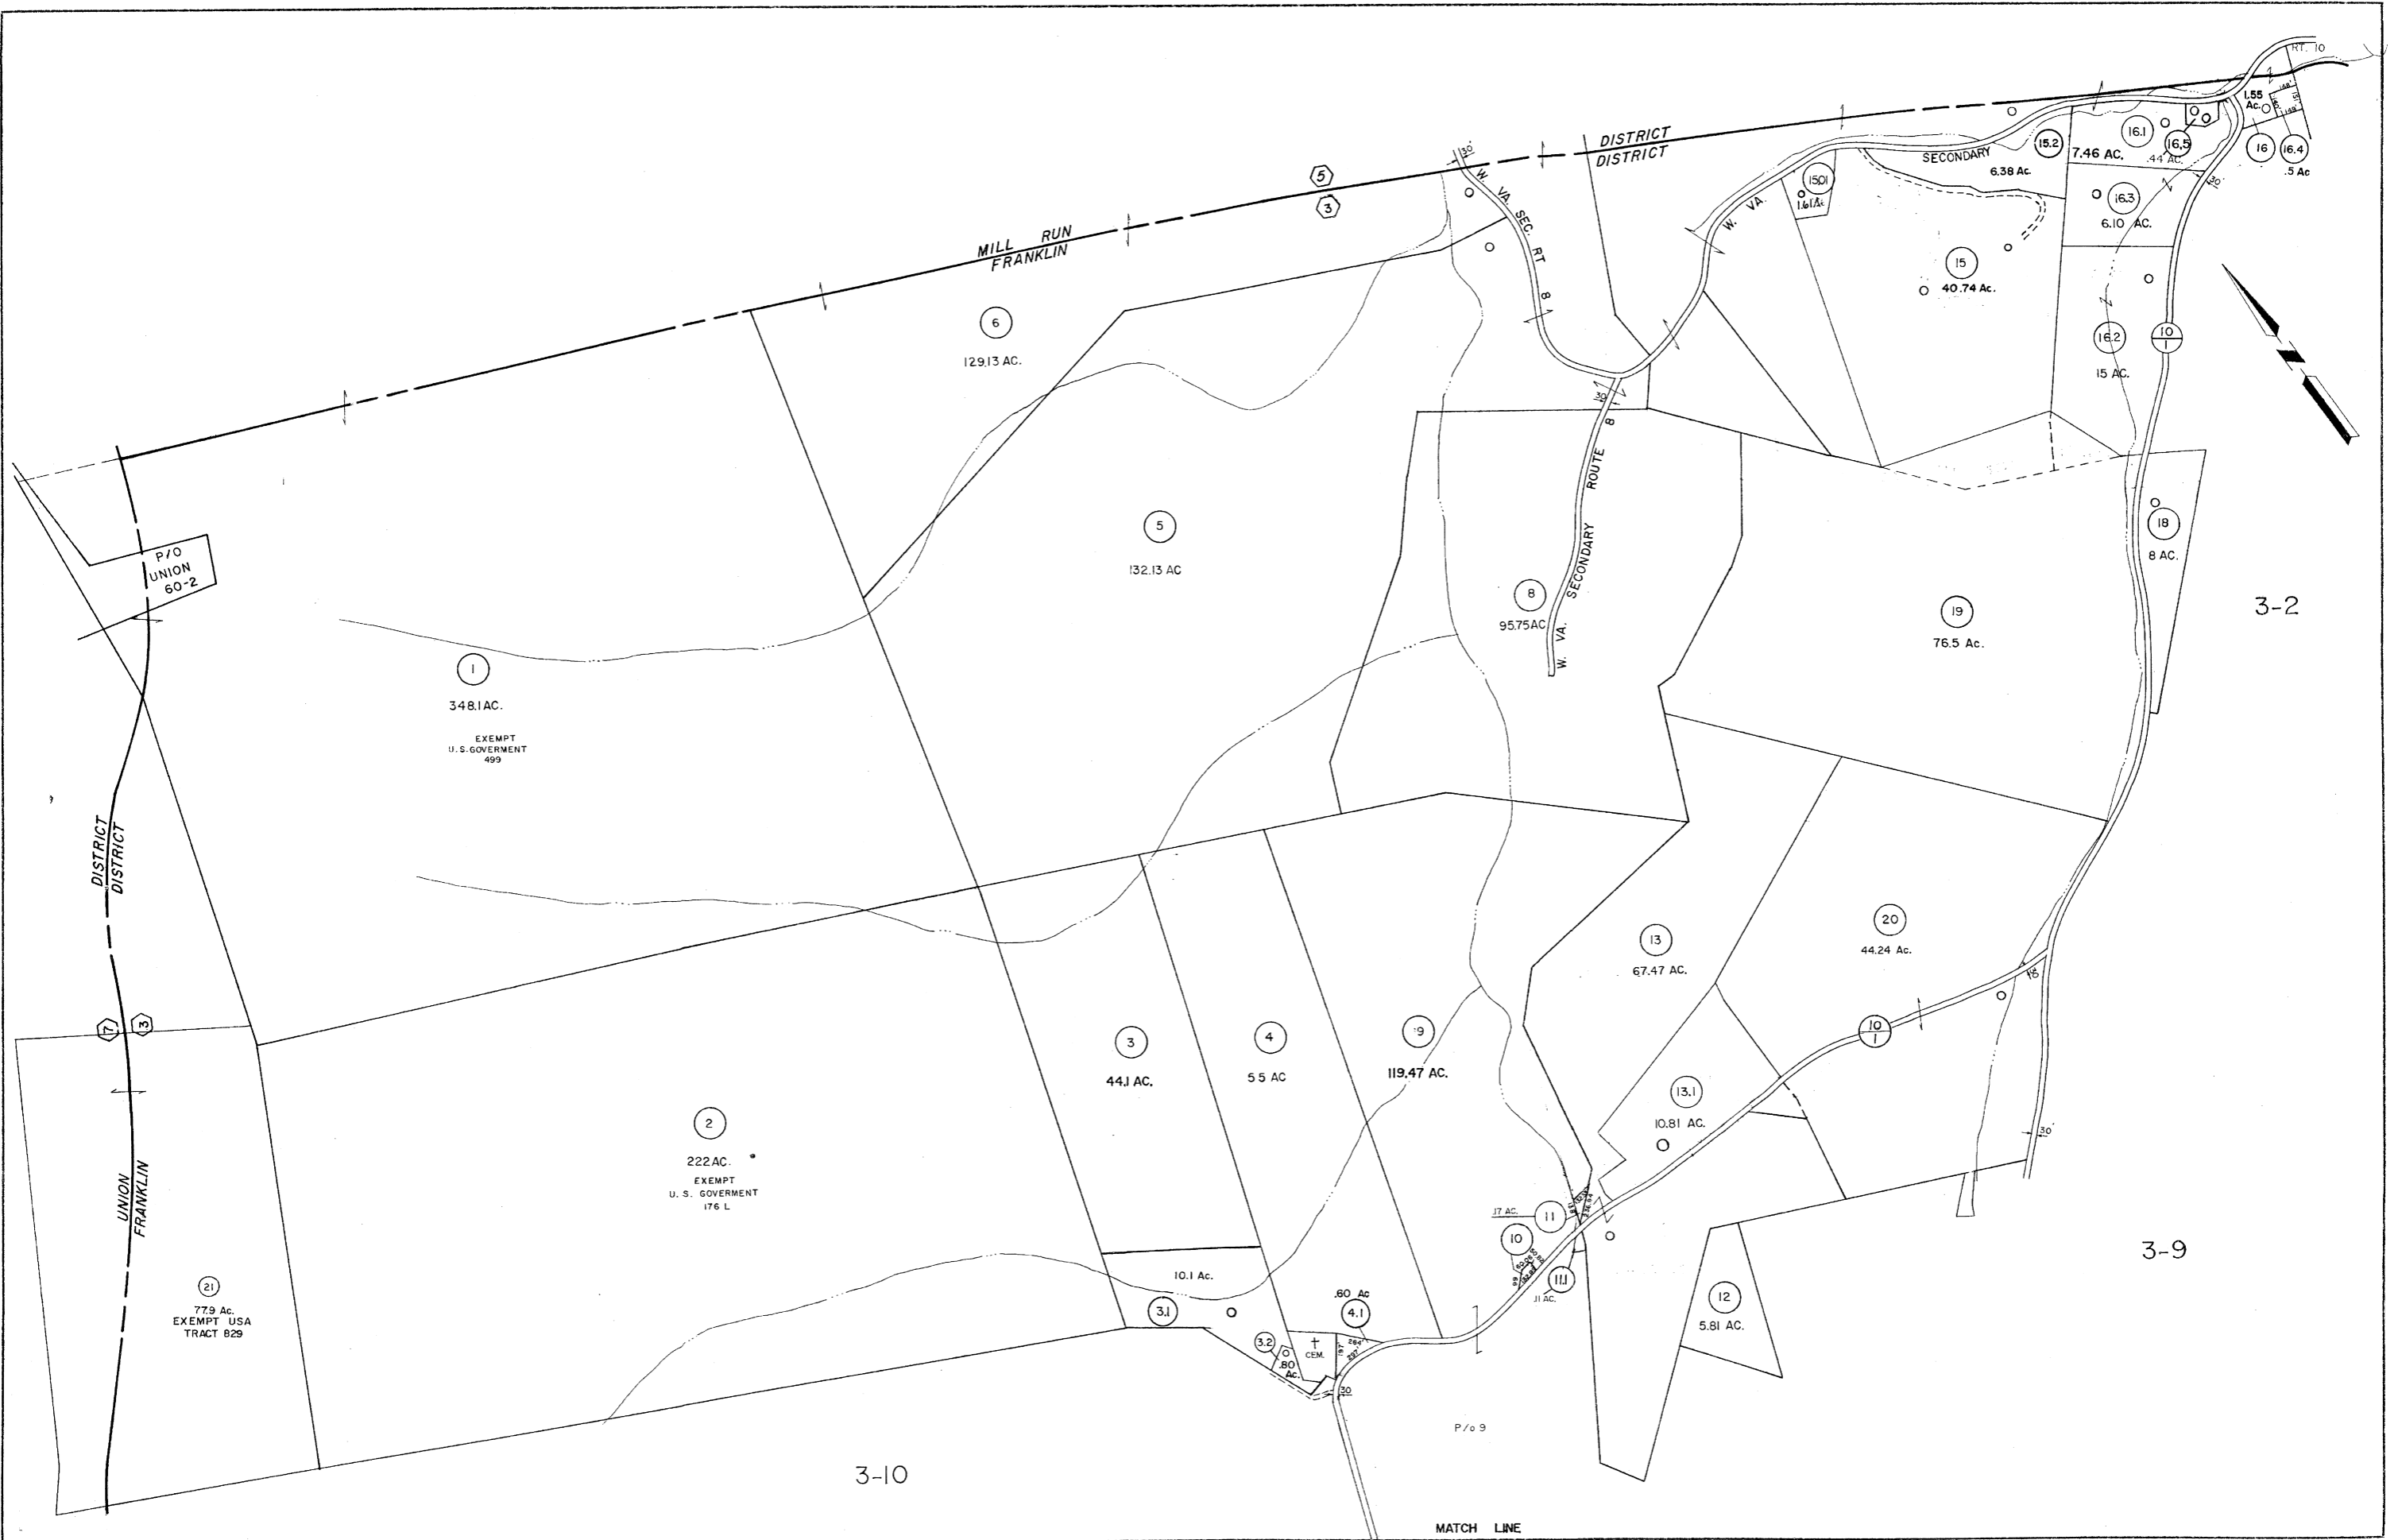 RT. 10
1.55
Ac.
148'
151'
148'
16
16.4
.5 Ac
16.1
16.5
.44 AC.
7.46 AC.
15.2
SECONDARY
6.38 Ac.
DISTRICT
DISTRICT
30'
5
3
W. VA. SEC. RT 8
15.01
1.61 Ac
W. VA.
16.3
6.10 AC.
30'
MILL RUN
FRANKLIN
15
40.74 Ac.
6
129.13 AC.
16.2
15 AC.
10
1
30'
P/O
UNION
60-2
5
132.13 AC
W. VA. SECONDARY ROUTE 8
8
95.75 AC
18
8 AC.
19
76.5 Ac.
3-2
1
348.1 AC.
EXEMPT
U.S. GOVERMENT
499
DISTRICT
DISTRICT
13
67.47 AC.
20
44.24 Ac.
30'
7
3
3
44.1 AC.
4
55 AC
9
119.47 AC.
10
1
13.1
10.81 AC.
30'
2
222 AC.
EXEMPT
U. S. GOVERMENT
176 L
UNION
FRANKLIN
.17 AC.
11
10
11.1
.11 AC.
3-9
21
77.9 Ac.
EXEMPT USA
TRACT 829
10.1 Ac.
3.1
.60 Ac
4.1
12
5.81 AC.
3.2
.80
Ac.
CEM.
197'
264'
297'
30
P/o 9
3-10
MATCH LINE